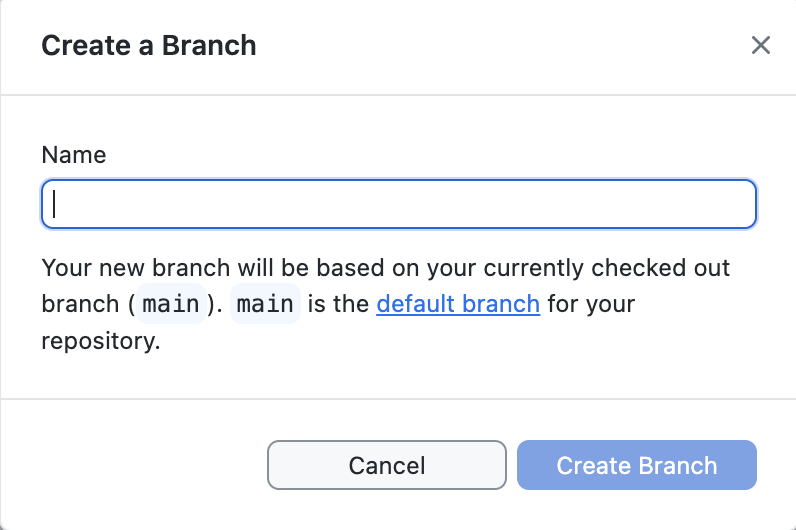 Create a Branch
Name
Your new branch will be based on your currently checked out
branch (main). main is the default branch for your
repository.
Cancel
Create Branch